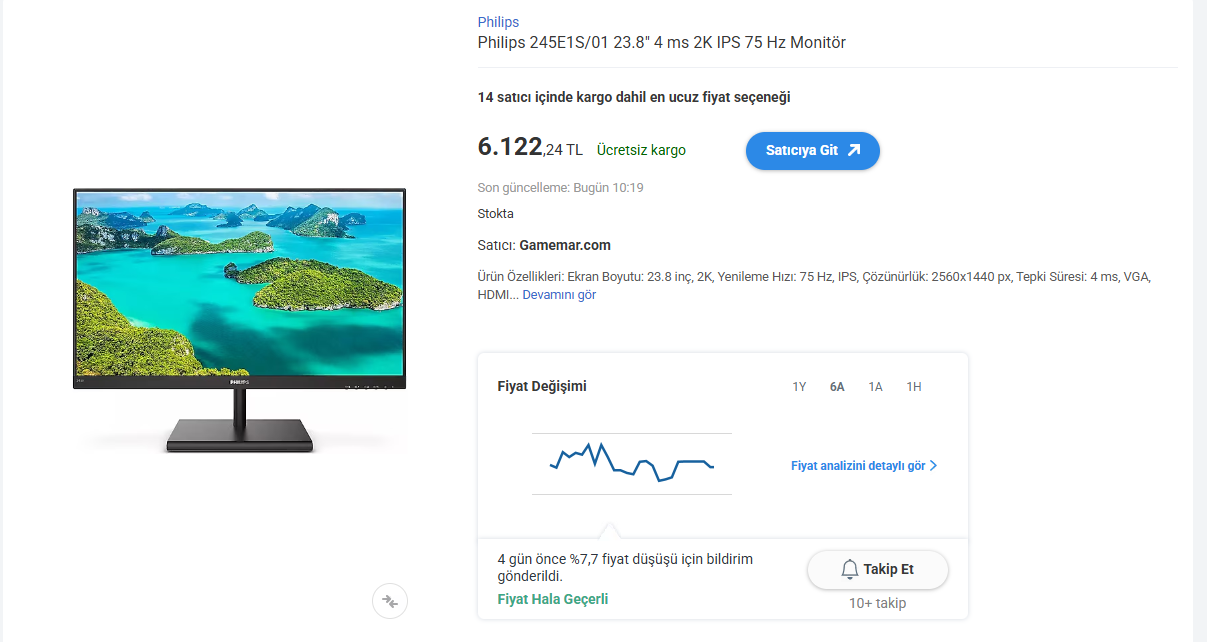 Philips
Philips 245E1S/01 23.8" 4 ms 2K IPS 75 Hz Monitör
14 satıcı içinde kargo dahil en ucuz fiyat seçeneği
6.122,24 TL Ücretsiz kargo
Satıcıya Git
Son güncelleme: Bugün 10:19
Stokta
Satıcı: Gamemar.com
Ürün Özellikleri: Ekran Boyutu: 23.8 inç, 2K, Yenileme Hızı: 75 Hz, IPS, Çözünürlük: 2560x1440 px, Tepki Süresi: 4 ms, VGA,
HDMI... Devamını gör
PHILIPS
Fiyat Değişimi
1Y 6A 1A 1H
Fiyat analizini detaylı gör
4 gün önce %7,7 fiyat düşüşü için bildirim
gönderildi.
Fiyat Hala Geçerli
Takip Et
10+ takip